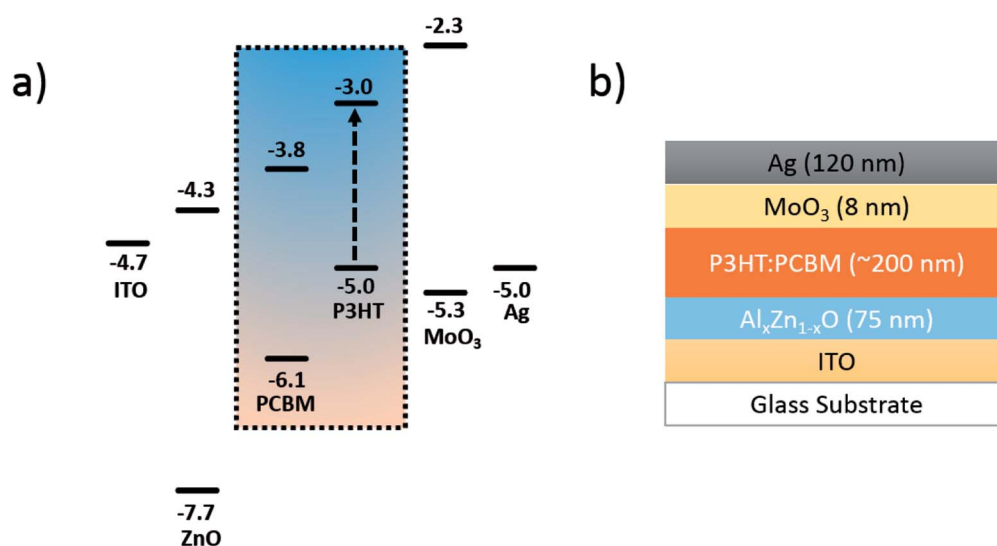 a)
-2.3
-3.0
-3.8
-4.3
-4.7
ITO
-5.0
P3HT
-5.3
MoO₃
-5.0
Ag
-6.1
PCBM
-7.7
ZnO
b)
Ag (120 nm)
MoO₃ (8 nm)
P3HT:PCBM (~200 nm)
AlₓZn₁₋ₓO (75 nm)
ITO
Glass Substrate